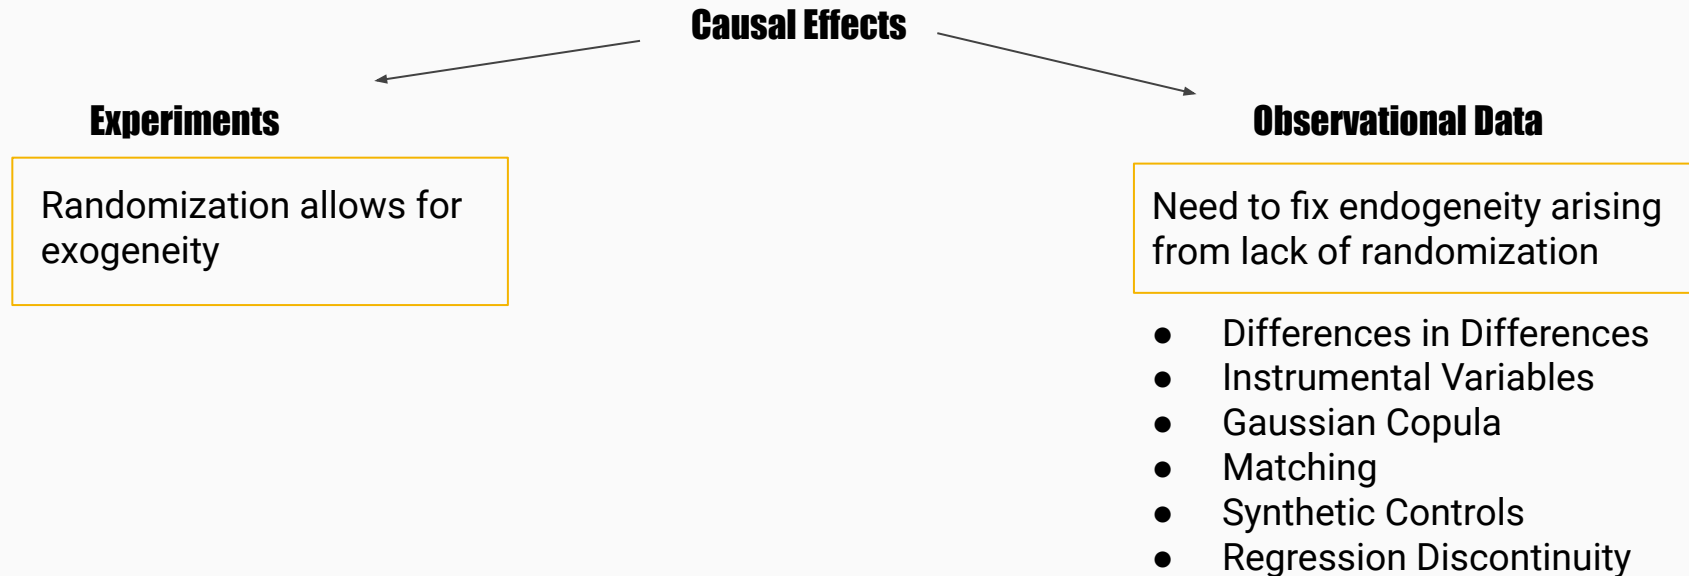 Causal Effects
Experiments
Randomization allows for
exogeneity
Observational Data
Need to fix endogeneity arising
from lack of randomization
● Differences in Differences
● Instrumental Variables
● Gaussian Copula
● Matching
● Synthetic Controls
● Regression Discontinuity